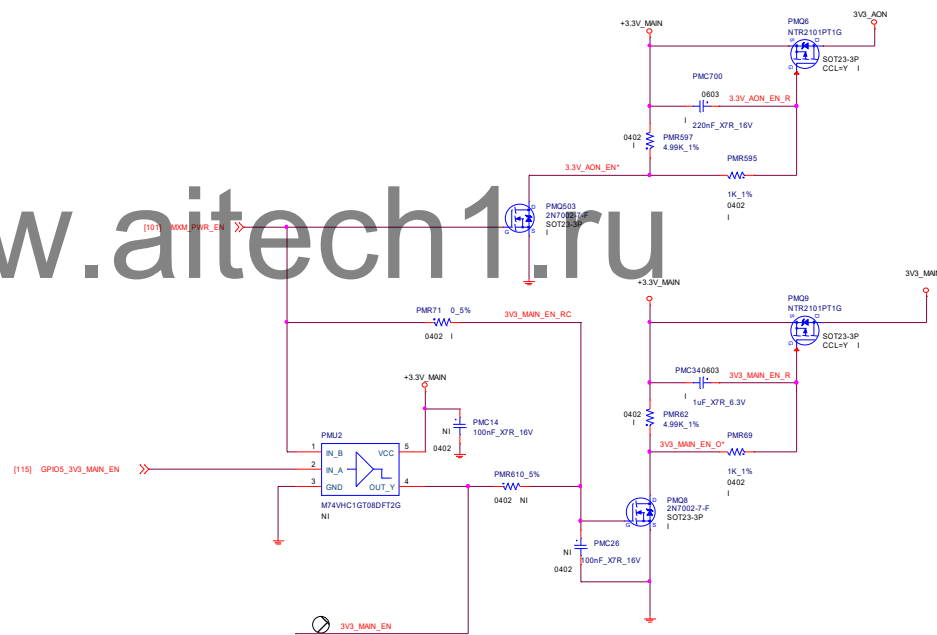 +3.3V_MAIN
PMQ6
NTR2101PT1G
3V3_AON
S
D
G
SOT23-3P
CCL=Y I
PMC700
0603
3.3V_AON_EN_R
I
220nF_X7R_16V
0402
I
PMR597
4.99K_1%
PMR595
3.3V_AON_EN*
1K_1%
0402
I
w.aitech1.ru
[101] MXM_PWR_EN
PMQ503
2N7002-7-F
SOT23-3P
I
D
G
S
+3.3V_MAIN
3V3_MAIN
PMQ9
NTR2101PT1G
S
D
G
SOT23-3P
CCL=Y I
PMR71 0_5%
3V3_MAIN_EN_RC
0402 I
PMC34 0603
3V3_MAIN_EN_R
I
1uF_X7R_6.3V
+3.3V_MAIN
0402
I
PMR62
4.99K_1%
PMC14
NI
100nF_X7R_16V
0402
PMR69
3V3_MAIN_EN_O*
1K_1%
0402
I
PMU2
1 IN_B VCC 5
[115] GPIO5_3V3_MAIN_EN
2 IN_A
3 GND OUT_Y 4
M74VHC1GT08DFT2G
NI
PMR610_5%
0402 NI
PMQ8
2N7002-7-F
SOT23-3P
I
D
G
S
PMC26
NI
100nF_X7R_16V
0402
3V3_MAIN_EN